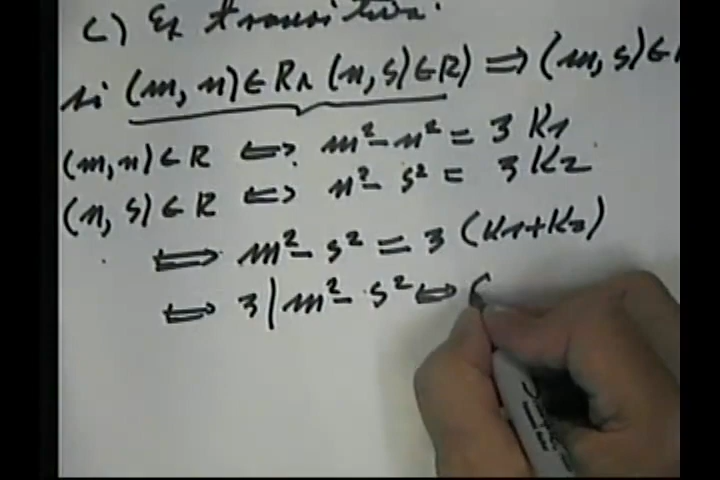 c) Es transitiva.
si (m, n) ∈ R ∧ (n, s) ∈ R) ⟹ (m, s) ∈
(m, n) ∈ R ⟺ m² - n² = 3 K1
(n, s) ∈ R ⟺ n² - s² = 3 K2
⟺ m² - s² = 3 (K1 + K2)
⟺ 3 | m² - s² ⟺ (